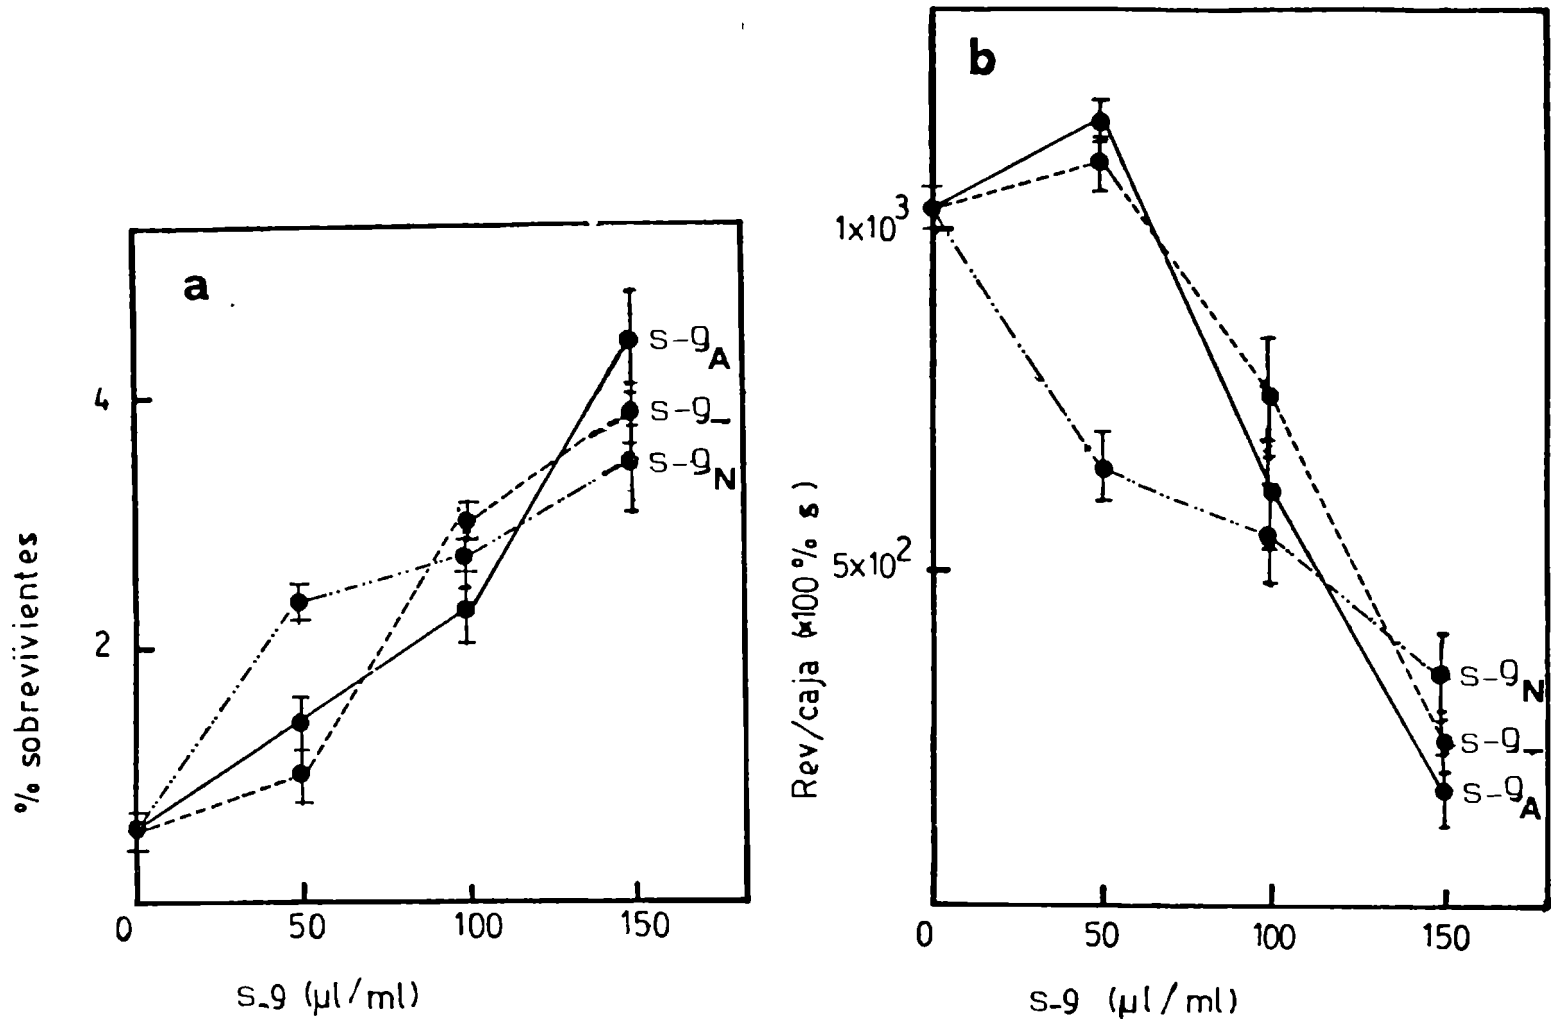 a
% sobrevivientes
4
2
S-9A
S-9-
S-9N
0 50 100 150
S-9 (µl/ml)
b
Rev/caja (x100% s)
1x10³
5x10²
S-9N
S-9-
S-9A
0 50 100 150
S-9 (µl/ml)